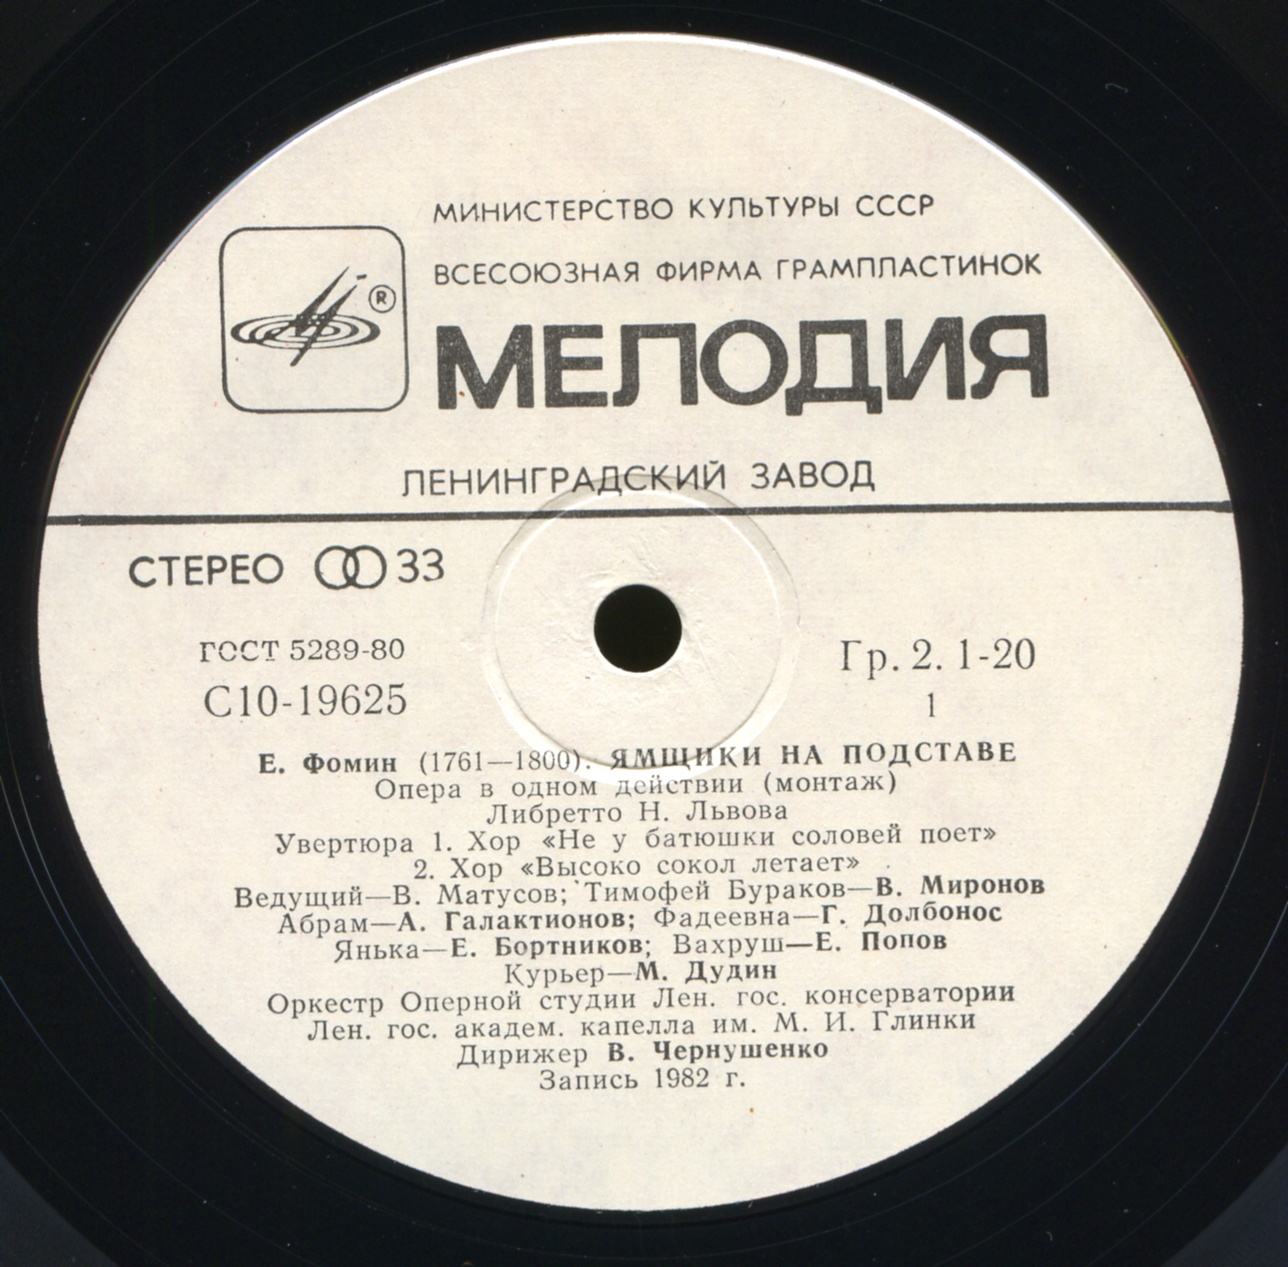 МИНИСТЕРСТВО КУЛЬТУРЫ СССР
ВСЕСОЮЗНАЯ ФИРМА ГРАМПЛАСТИНОК
®
МЕЛОДИЯ
ЛЕНИНГРАДСКИЙ ЗАВОД
СТЕРЕО 33
ГОСТ 5289-80
С10-19625
Гр. 2. 1-20
1
Е. Фомин (1761—1800). ЯМЩИКИ НА ПОДСТАВЕ
Опера в одном действии (монтаж)
Либретто Н. Львова
Увертюра 1. Хор «Не у батюшки соловей поет»
2. Хор «Высоко сокол летает»
Ведущий—В. Матусов; Тимофей Бураков—В. Миронов
Абрам—А. Галактионов; Фадеевна—Г. Долбонос
Янька—Е. Бортников; Вахруш—Е. Попов
Курьер—М. Дудин
Оркестр Оперной студии Лен. гос. консерватории
Лен. гос. академ. капелла им. М. И. Глинки
Дирижер В. Чернушенко
Запись 1982 г.